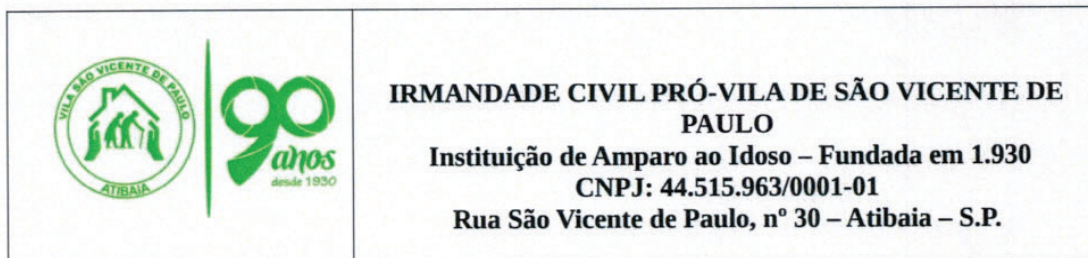 VILA SÃO VICENTE DE PAULO
ATIBAIA
90
anos
desde 1930
IRMANDADE CIVIL PRÓ-VILA DE SÃO VICENTE DE
PAULO
Instituição de Amparo ao Idoso – Fundada em 1.930
CNPJ: 44.515.963/0001-01
Rua São Vicente de Paulo, nº 30 – Atibaia – S.P.